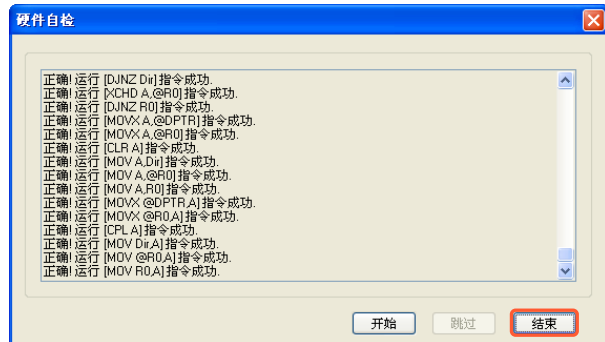 硬件自检
正确! 运行 [DJNZ Dir]指令成功.
正确! 运行 [XCHD A,@R0]指令成功.
正确! 运行 [DJNZ R0]指令成功.
正确! 运行 [MOVX A,@DPTR]指令成功.
正确! 运行 [MOVX A,@R0]指令成功.
正确! 运行 [CLR A]指令成功.
正确! 运行 [MOV A,Dir]指令成功.
正确! 运行 [MOV A,@R0]指令成功.
正确! 运行 [MOV A,R0]指令成功.
正确! 运行 [MOVX @DPTR,A]指令成功.
正确! 运行 [MOVX @R0,A]指令成功.
正确! 运行 [CPL A]指令成功.
正确! 运行 [MOV Dir,A]指令成功.
正确! 运行 [MOV @R0,A]指令成功.
正确! 运行 [MOV R0,A]指令成功.
开始 跳过 结束